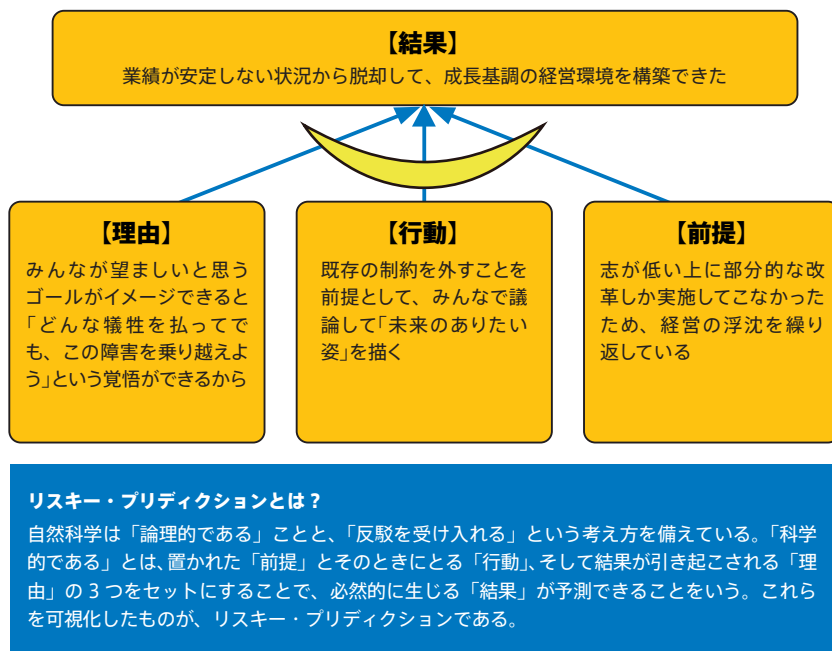 【結果】
業績が安定しない状況から脱却して、成長基調の経営環境を構築できた
【理由】
みんなが望ましいと思う
ゴールがイメージできると
「どんな犠牲を払ってで
も、この障害を乗り越えよ
う」という覚悟ができるから
【行動】
既存の制約を外すことを
前提として、みんなで議
論して「未来のありたい
姿」を描く
【前提】
志が低い上に部分的な改
革しか実施してこなかった
ため、経営の浮沈を繰り
返している
リスキー・プリディクションとは？
自然科学は「論理的である」ことと、「反駁を受け入れる」という考え方を備えている。「科学
的である」とは、置かれた「前提」とそのときにとる「行動」、そして結果が引き起こされる「理
由」の 3 つをセットにすることで、必然的に生じる「結果」が予測できることをいう。これら
を可視化したものが、リスキー・プリディクションである。